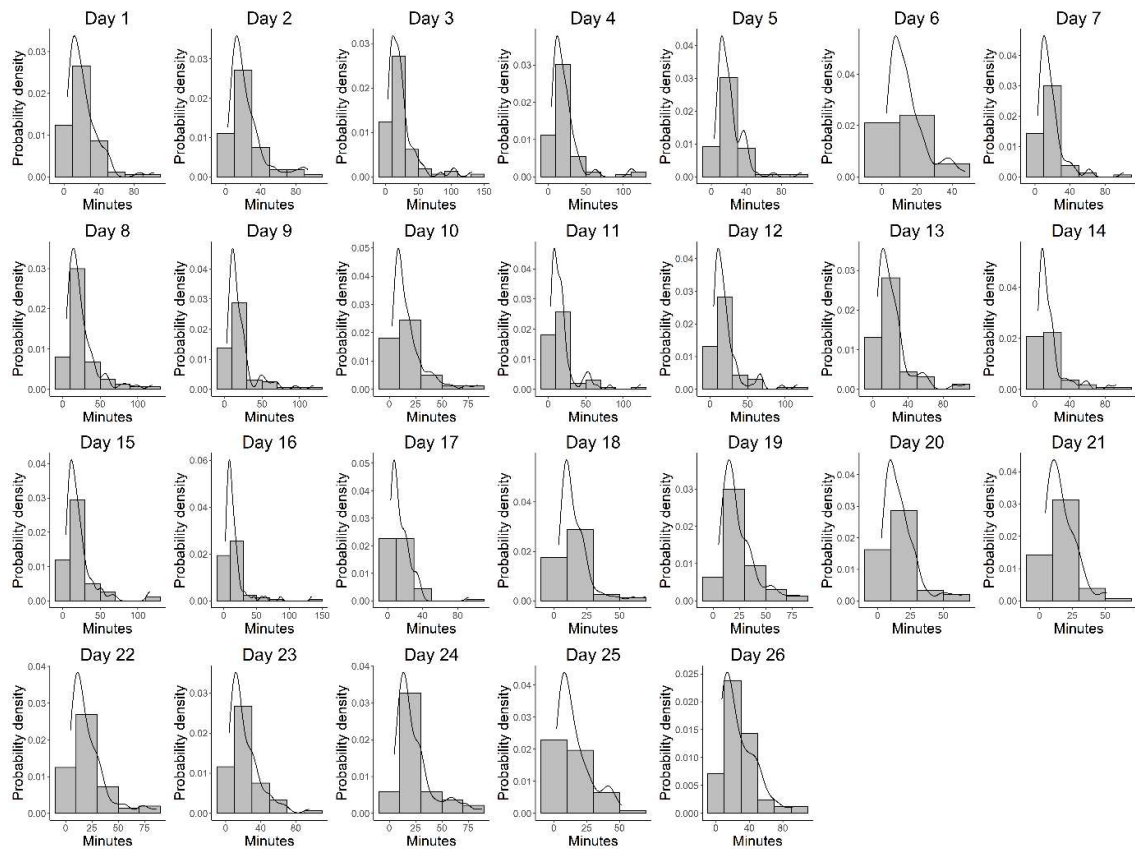 Day 1
Probability density
0.03
0.02
0.01
0.00
0 40 80
Minutes
Day 2
Probability density
0.03
0.02
0.01
0.00
0 50 100
Minutes
Day 3
Probability density
0.03
0.02
0.01
0.00
0 50 100 150
Minutes
Day 4
Probability density
0.04
0.03
0.02
0.01
0.00
0 50 100
Minutes
Day 5
Probability density
0.04
0.03
0.02
0.01
0.00
0 50 100
Minutes
Day 6
Probability density
0.04
0.02
0.00
0 20 40
Minutes
Day 7
Probability density
0.04
0.03
0.02
0.01
0.00
0 40 80
Minutes
Day 8
Probability density
0.03
0.02
0.01
0.00
0 50 100
Minutes
Day 9
Probability density
0.04
0.03
0.02
0.01
0.00
0 50 100
Minutes
Day 10
Probability density
0.05
0.04
0.03
0.02
0.01
0.00
0 25 50 75
Minutes
Day 11
Probability density
0.04
0.03
0.02
0.01
0.00
0 50 100
Minutes
Day 12
Probability density
0.04
0.03
0.02
0.01
0.00
0 50 100
Minutes
Day 13
Probability density
0.03
0.02
0.01
0.00
0 40 80
Minutes
Day 14
Probability density
0.04
0.02
0.00
0 40 80
Minutes
Day 15
Probability density
0.04
0.03
0.02
0.01
0.00
0 50 100
Minutes
Day 16
Probability density
0.06
0.04
0.02
0.00
0 50 100 150
Minutes
Day 17
Probability density
0.05
0.04
0.03
0.02
0.01
0.00
0 50 100
Minutes
Day 18
Probability density
0.04
0.02
0.00
0 25 50
Minutes
Day 19
Probability density
0.03
0.02
0.01
0.00
0 25 50 75
Minutes
Day 20
Probability density
0.04
0.03
0.02
0.01
0.00
0 25 50
Minutes
Day 21
Probability density
0.04
0.03
0.02
0.01
0.00
0 25 50
Minutes
Day 22
Probability density
0.04
0.03
0.02
0.01
0.00
0 25 50 75
Minutes
Day 23
Probability density
0.04
0.03
0.02
0.01
0.00
0 40 80
Minutes
Day 24
Probability density
0.04
0.03
0.02
0.01
0.00
0 25 50 75
Minutes
Day 25
Probability density
0.04
0.03
0.02
0.01
0.00
0 25 50
Minutes
Day 26
Probability density
0.025
0.020
0.015
0.010
0.005
0.000
0 40 80
Minutes